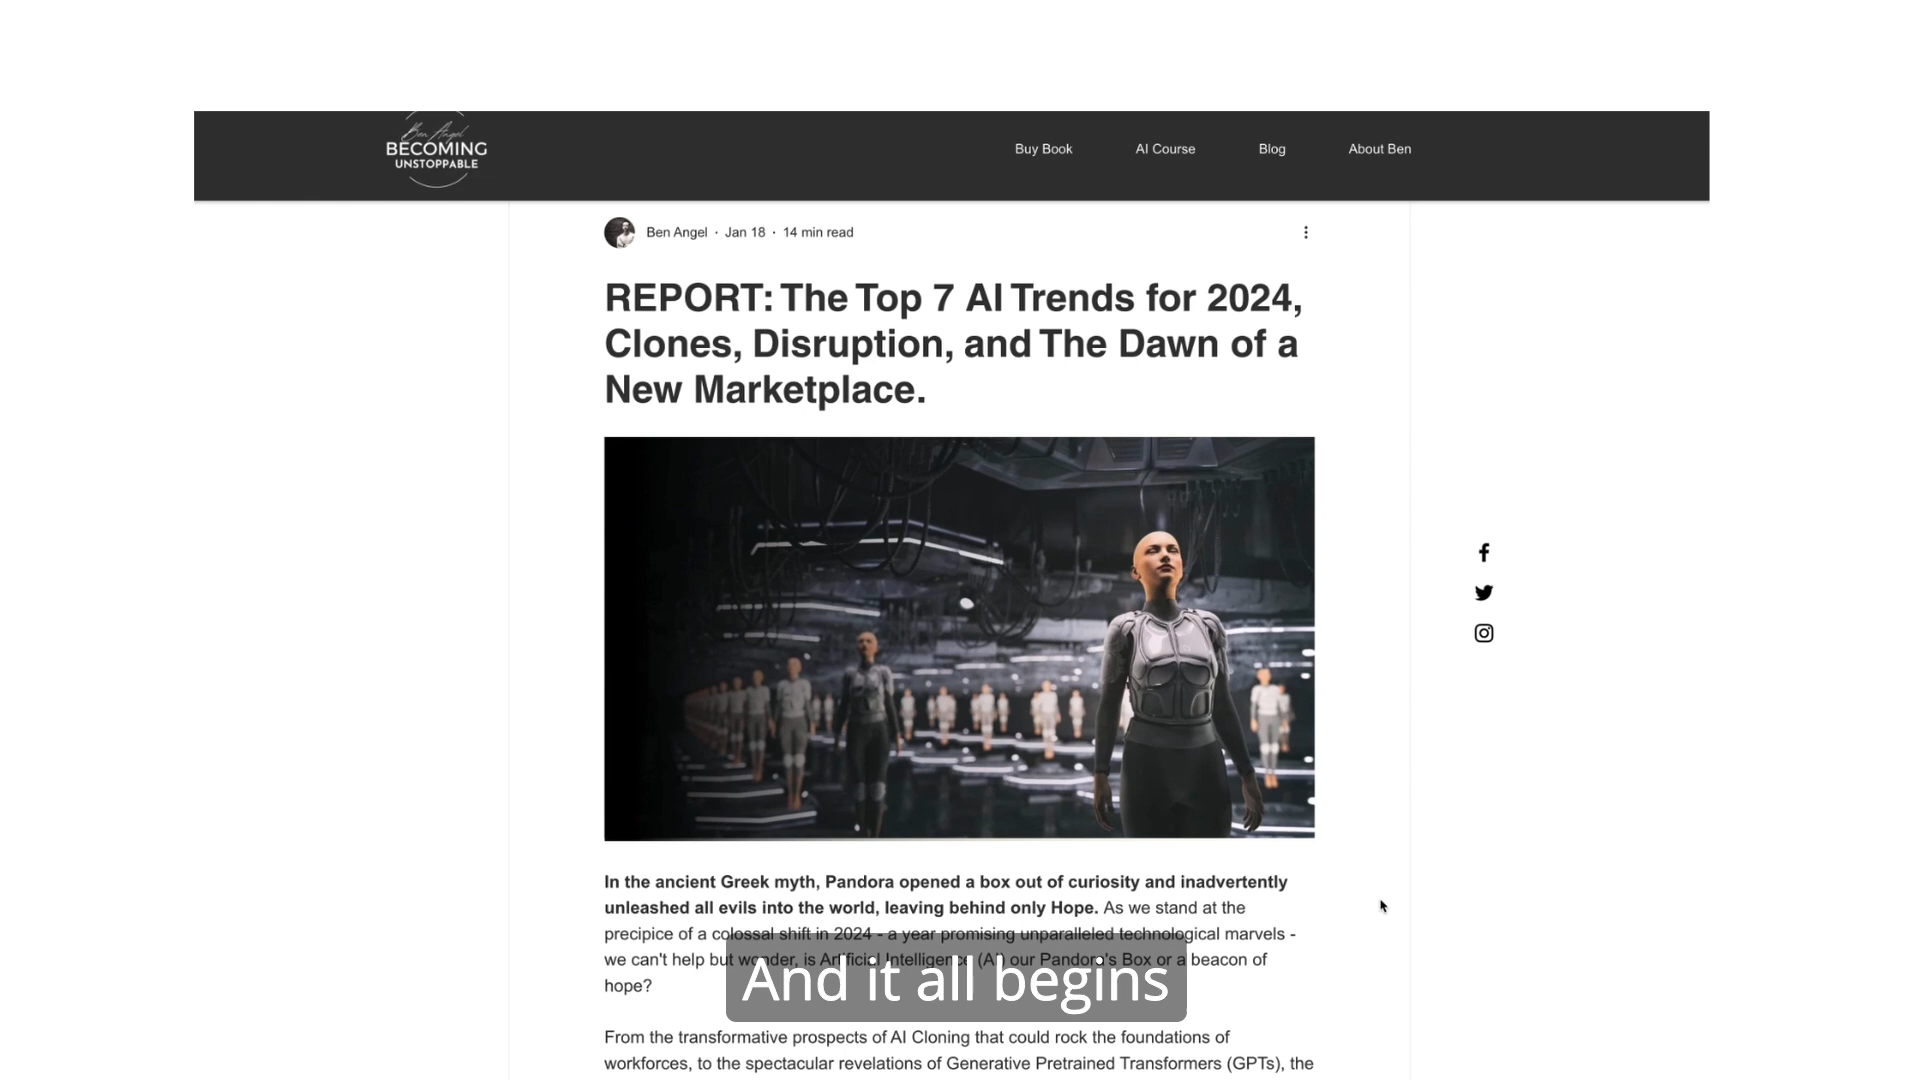 Ben Angel
BECOMING
UNSTOPPABLE
Buy Book
AI Course
Blog
About Ben
Ben Angel · Jan 18 · 14 min read
REPORT: The Top 7 AI Trends for 2024,
Clones, Disruption, and The Dawn of a
New Marketplace.
In the ancient Greek myth, Pandora opened a box out of curiosity and inadvertently
unleashed all evils into the world, leaving behind only Hope. As we stand at the
precipice of a colossal shift in 2024 - a year promising unparalleled technological marvels -
we can't help but wonder, is Artificial Intelligence (AI) our Pandora's Box or a beacon of
hope?
And it all begins
From the transformative prospects of AI Cloning that could rock the foundations of
workforces, to the spectacular revelations of Generative Pretrained Transformers (GPTs), the